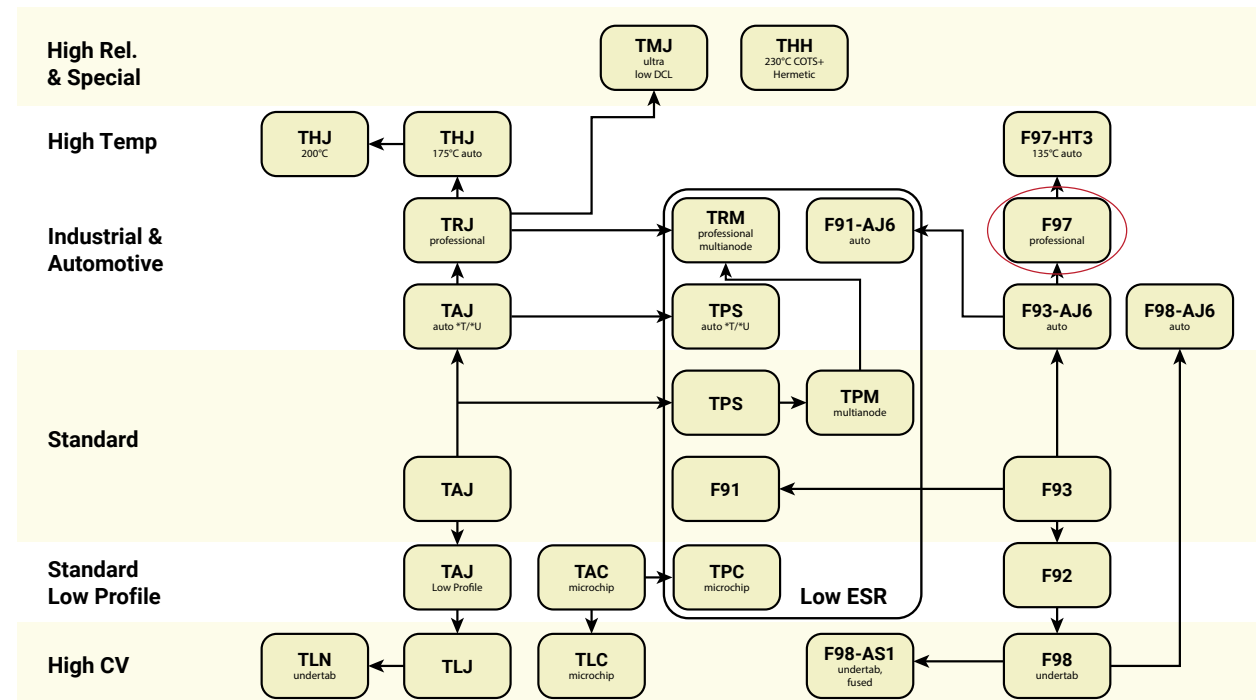 High Rel.
& Special
TMJ
ultra
low DCL
THH
230°C COTS+
Hermetic
High Temp
THJ
200°C
THJ
175°C auto
F97-HT3
135°C auto
Industrial &
Automotive
TRJ
professional
TRM
professional
multianode
F91-AJ6
auto
F97
professional
TAJ
auto *T/*U
TPS
auto *T/*U
F93-AJ6
auto
F98-AJ6
auto
Standard
TPS
TPM
multianode
TAJ
F91
F93
Standard
Low Profile
TAJ
Low Profile
TAC
microchip
TPC
microchip
Low ESR
F92
High CV
TLN
undertab
TLJ
TLC
microchip
F98-AS1
undertab,
fused
F98
undertab